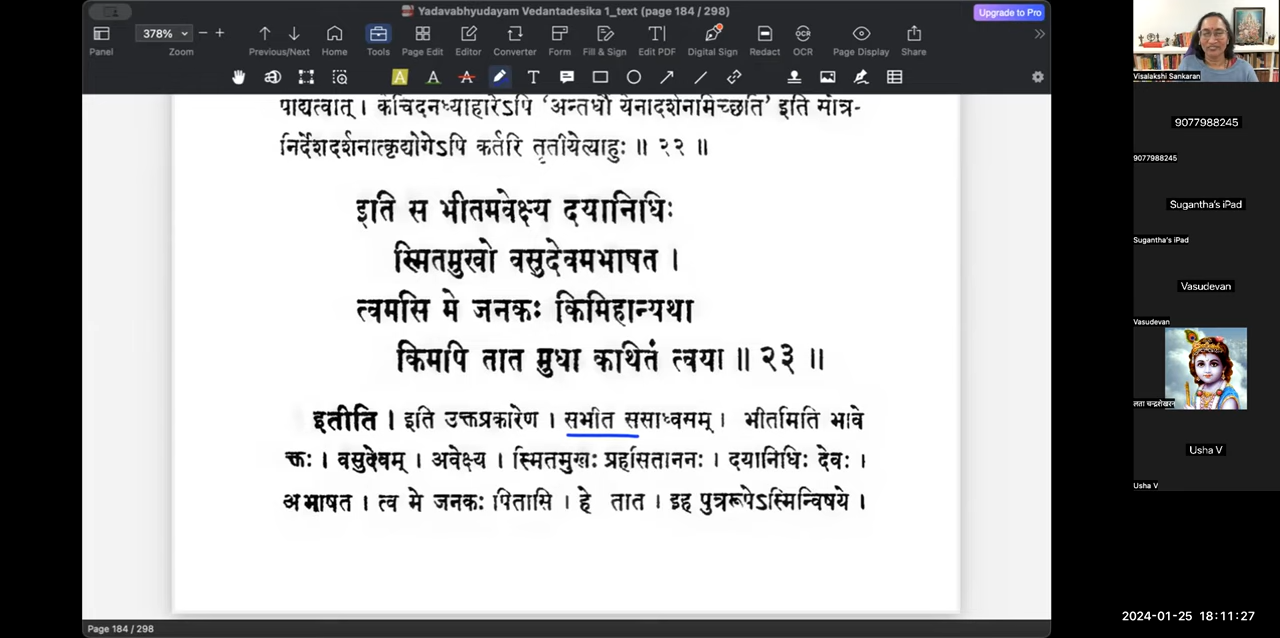 Yadavabhyudayam Vedantadesika 1_text (page 184 / 298)
Upgrade to Pro
378%
Panel Zoom Previous/Next Home Tools Page Edit Editor Converter Form Fill & Sign Edit PDF Digital Sign Redact OCR Page Display Share
पाद्यत्वात् । केचिदनध्याहारेऽपि ‘अन्तर्धौ येनादर्शनमिच्छति’ इति सौत्र-
निर्देशदर्शनात्कृद्योगेऽपि कर्तरि तृतीयेत्याहुः ॥ २२ ॥
इति स भीतमवेक्ष्य दयानिधिः
स्मितमुखो वसुदेवमभाषत ।
त्वमसि मे जनकः किमिहान्यथा
किमपि तात मुधा कथितं त्वया ॥ २३ ॥
इतीति । इति उक्तप्रकारेण । सभीत ससाध्वसम् । भीतमिति भावे
क्तः । वसुदेवम् । अवेक्ष्य । स्मितमुखः प्रहसिताननः । दयानिधिः देवः ।
अभाषत । त्व मे जनकः पितासि । हे तात । इह पुत्ररूपेऽस्मिन्विषये ।
Page 184 / 298
Visalakshi Sankaran
9077988245
9077988245
Sugantha's iPad
Sugantha's iPad
Vasudevan
Vasudevan
लता चन्द्रशेखरन
Usha V
Usha V
2024-01-25 18:11:27